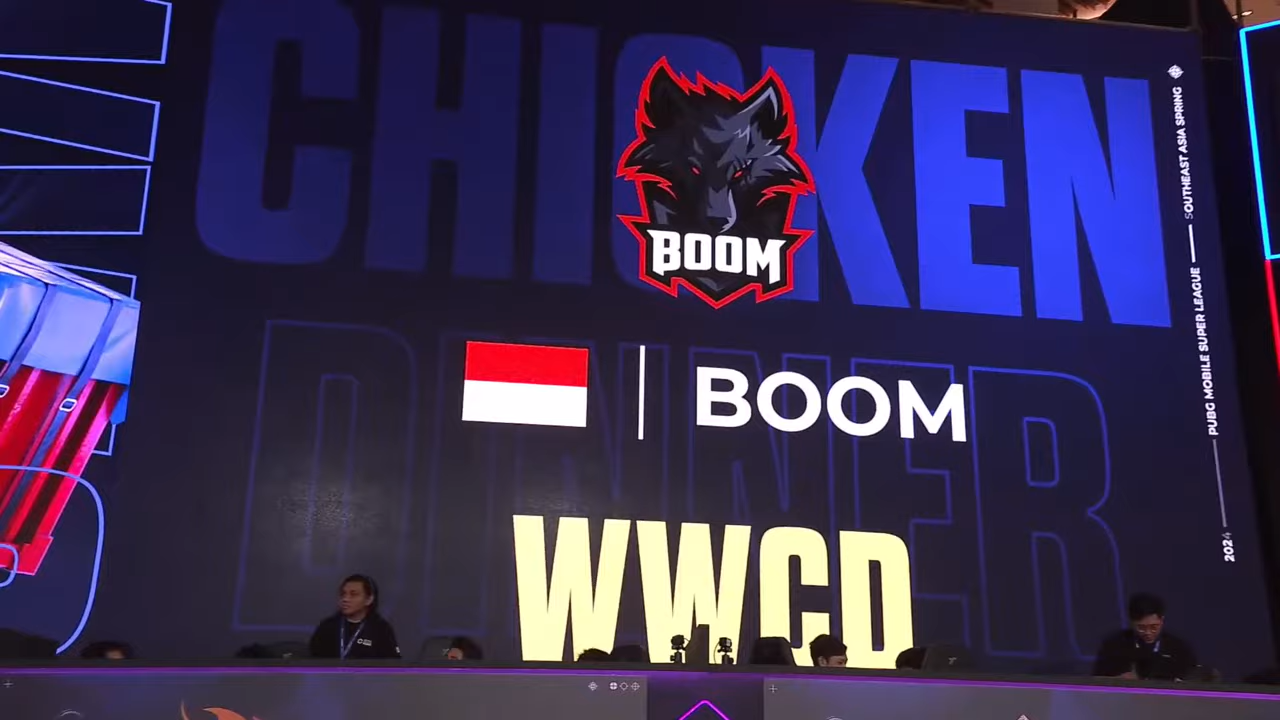 CHICKEN
BOOM
DINNER
BOOM
WWCD
2024 PUBG MOBILE SUPER LEAGUE SOUTHEAST ASIA SPRING